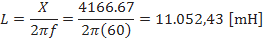 L = X / 2πf = 4166.67 / 2π(60) = 11.052,43 [mH]